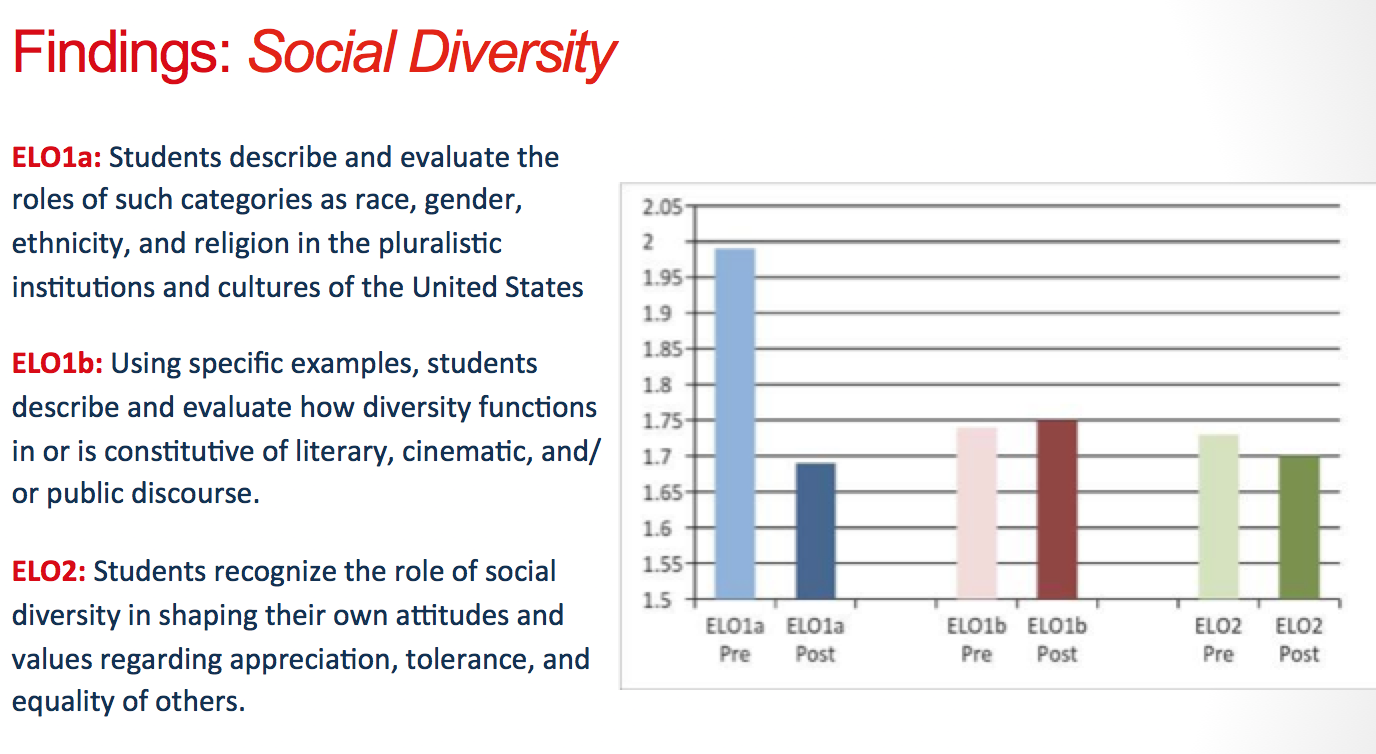 Findings: Social Diversity
ELO1a: Students describe and evaluate the
roles of such categories as race, gender,
ethnicity, and religion in the pluralistic
institutions and cultures of the United States
ELO1b: Using specific examples, students
describe and evaluate how diversity functions
in or is constitutive of literary, cinematic, and/
or public discourse.
ELO2: Students recognize the role of social
diversity in shaping their own attitudes and
values regarding appreciation, tolerance, and
equality of others.
2.05
2
1.95
1.9
1.85
1.8
1.75
1.7
1.65
1.6
1.55
1.5
ELO1a ELO1a ELO1b ELO1b ELO2 ELO2
Pre Post Pre Post Pre Post